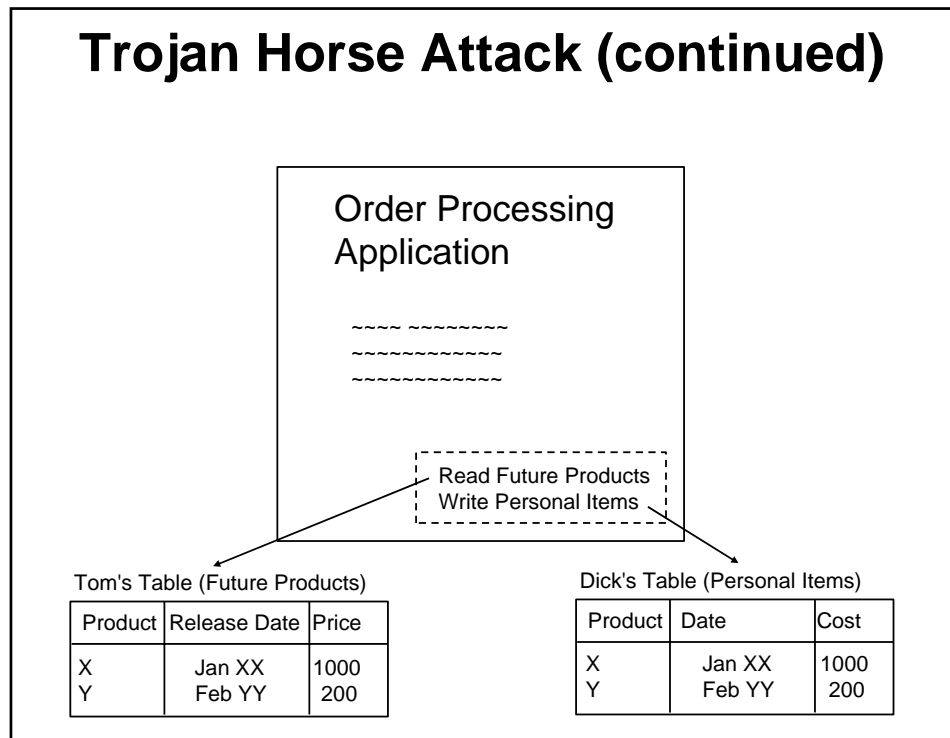 Trojan Horse Attack (continued)
Order Processing
Application
~~~~ ~~~~~~~~
~~~~~~~~~~~~
~~~~~~~~~~~~
Read Future Products
Write Personal Items
Tom's Table (Future Products)
Product Release Date Price
X Jan XX 1000
Y Feb YY 200
Dick's Table (Personal Items)
Product Date Cost
X Jan XX 1000
Y Feb YY 200